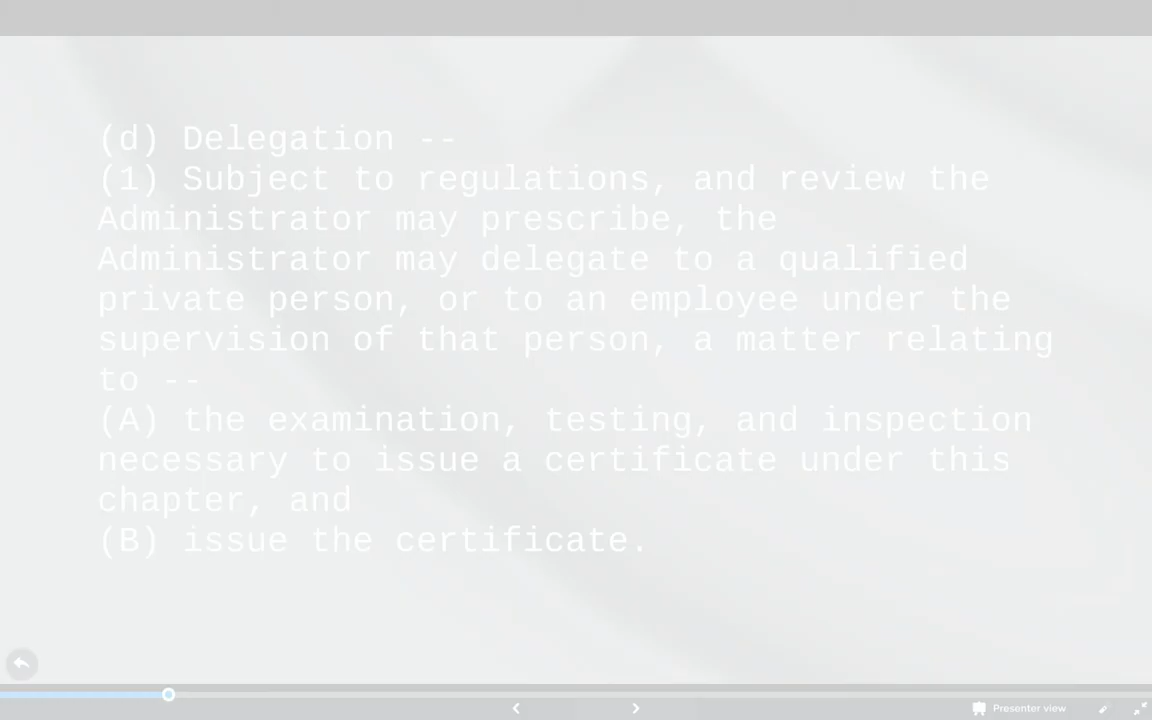 (d) Delegation --
(1) Subject to regulations, and review the
Administrator may prescribe, the
Administrator may delegate to a qualified
private person, or to an employee under the
supervision of that person, a matter relating
to --
(A) the examination, testing, and inspection
necessary to issue a certificate under this
chapter, and
(B) issue the certificate.
Presenter view